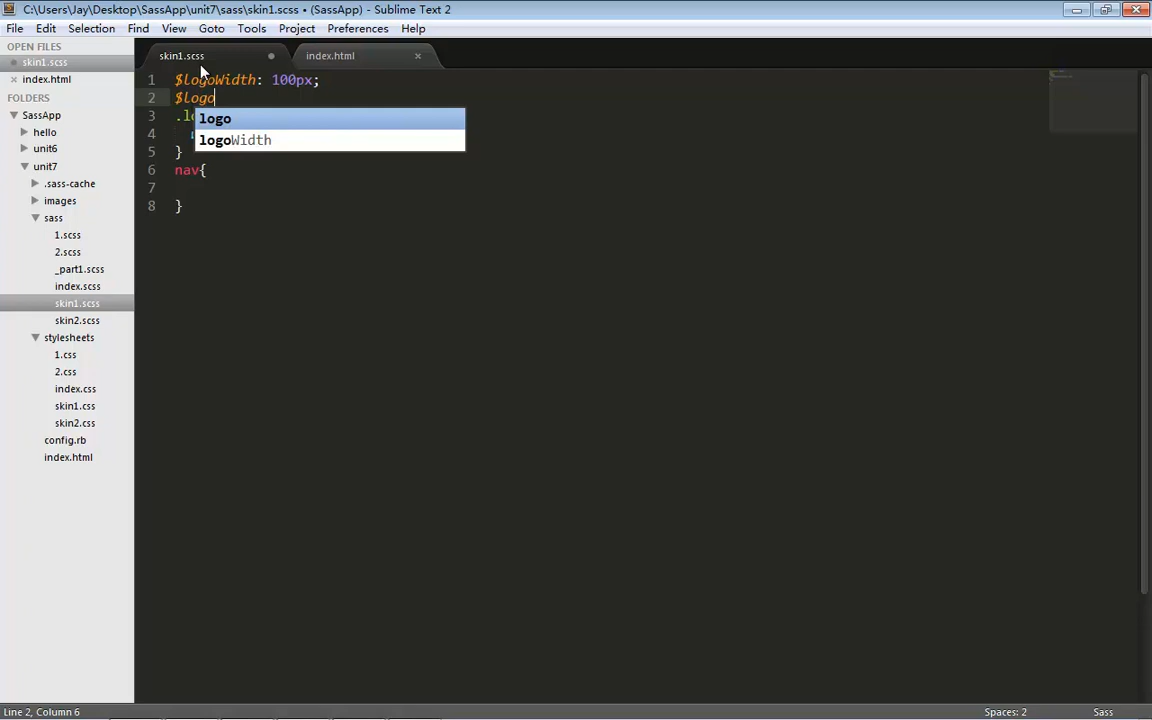 C:\Users\Jay\Desktop\SassApp\unit7\sass\skin1.scss • (SassApp) - Sublime Text 2
File Edit Selection Find View Goto Tools Project Preferences Help
OPEN FILES
skin1.scss
index.html
FOLDERS
SassApp
hello
unit6
unit7
.sass-cache
images
sass
1.scss
2.scss
_part1.scss
index.scss
skin1.scss
skin2.scss
stylesheets
1.css
2.css
index.css
skin1.css
skin2.css
config.rb
index.html
skin1.scss index.html
1 $logoWidth: 100px;
2 $logo
logo
logoWidth
3 .lo
4
5 }
6 nav{
7
8 }
Line 2, Column 6
Spaces: 2
Sass